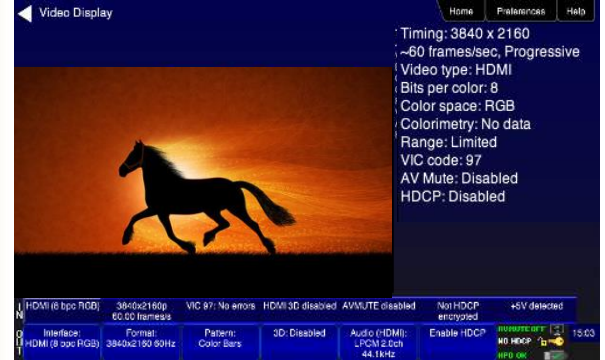 Video Display
Home
Preferences
Help
Timing: 3840 x 2160
~60 frames/sec, Progressive
Video type: HDMI
Bits per color: 8
Color space: RGB
Colorimetry: No data
Range: Limited
VIC code: 97
AV Mute: Disabled
HDCP: Disabled
IN
HDMI (8 bpc RGB)
3840x2160p
60.00 frames/s
VIC 97: No errors
HDMI 3D disabled
AVMUTE disabled
Not HDCP
encrypted
+5V detected
OUT
Interface:
HDMI (8 bpc RGB)
Format:
3840x2160 60Hz
Pattern:
Color Bars
3D: Disabled
Audio (HDMI):
LPCM 2.0ch
44.1kHz
Enable HDCP
AVMUTE OFF
NO HDCP
HPD OK
15:03